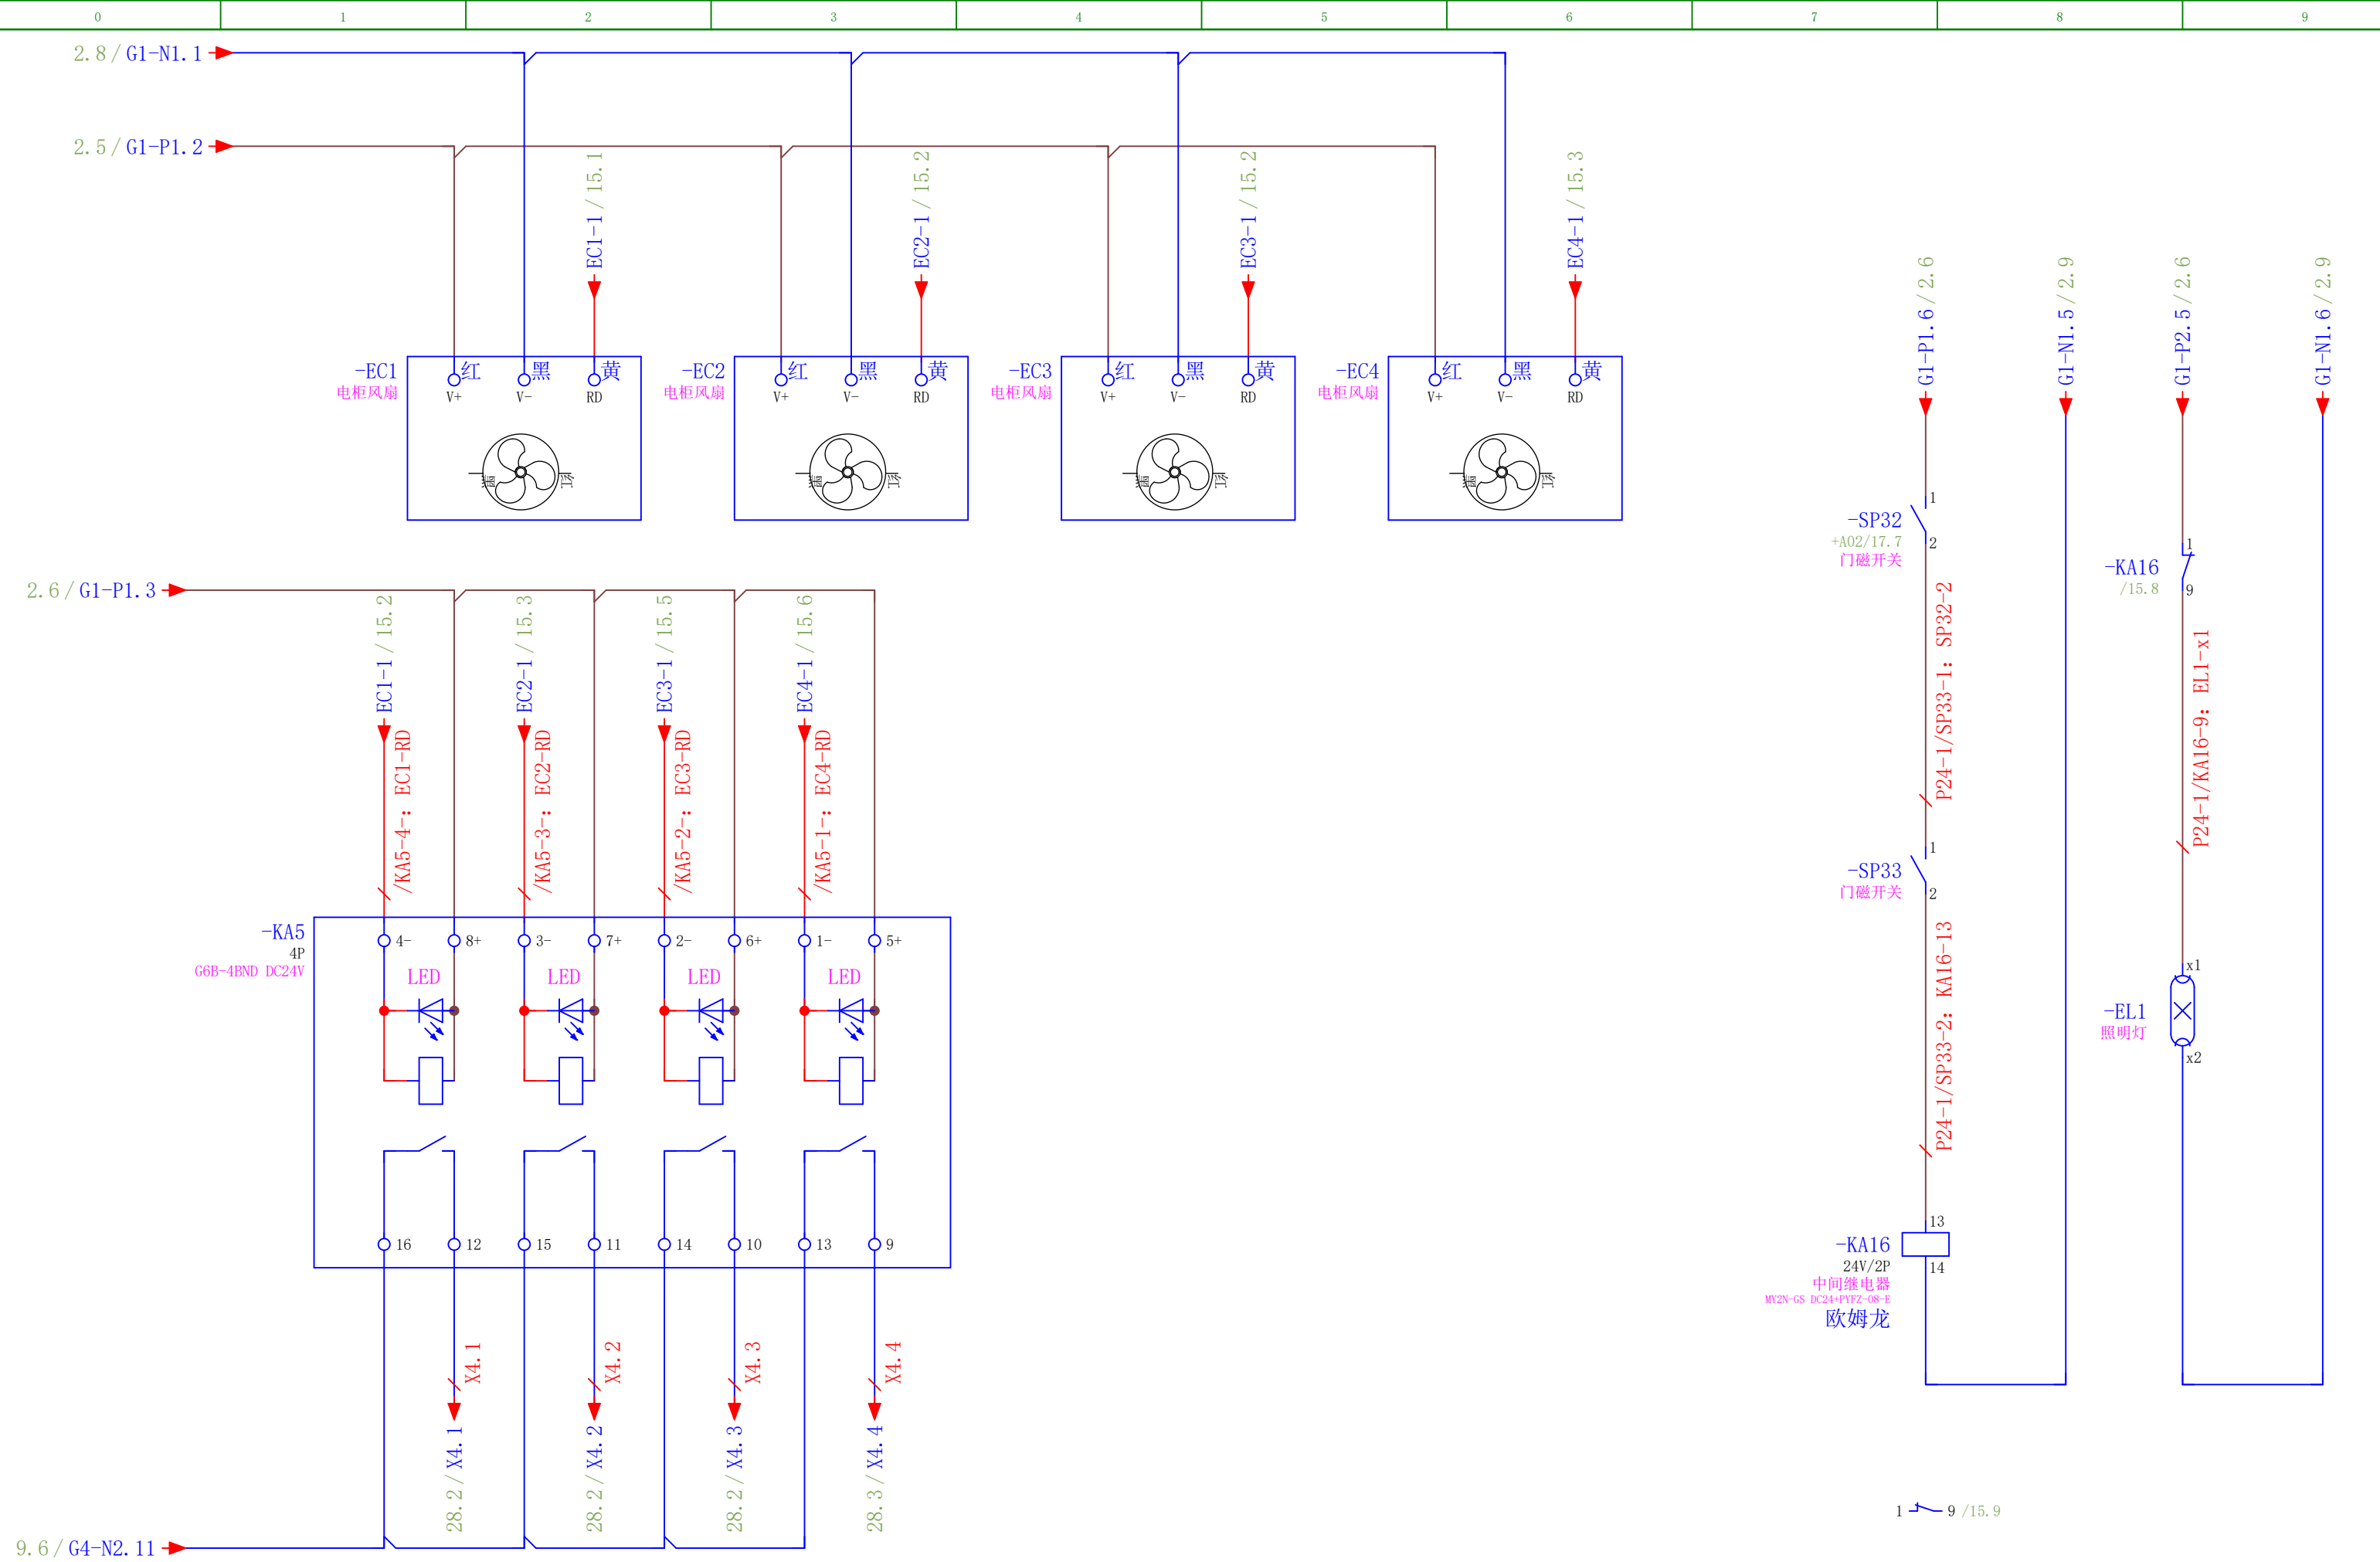 0 1 2 3 4 5 6 7 8 9
2.8/G1-N1.1
2.5/G1-P1.2
EC1-1/15.1
EC2-1/15.2
EC3-1/15.2
EC4-1/15.3
G1-P1.6/2.6
G1-N1.5/2.9
G1-P2.5/2.6
G1-N1.6/2.9
-EC1
电柜风扇
红 黑 黄
V+ V- RD
-EC2
电柜风扇
红 黑 黄
V+ V- RD
-EC3
电柜风扇
红 黑 黄
V+ V- RD
-EC4
电柜风扇
红 黑 黄
V+ V- RD
1
-SP32
+A02/17.7
门磁开关
2
P24-1/SP33-1: SP32-2
1
-SP33
门磁开关
2
P24-1/SP33-2: KA16-13
13
-KA16
24V/2P
14
中间继电器
MY2N-GS DC24+PYFZ-08-E
欧姆龙
1
-KA16
/15.8
9
P24-1/KA16-9: EL1-x1
x1
-EL1
照明灯
x2
2.6/G1-P1.3
EC1-1/15.2
EC2-1/15.3
EC3-1/15.5
EC4-1/15.6
/KA5-4-: EC1-RD
/KA5-3-: EC2-RD
/KA5-2-: EC3-RD
/KA5-1-: EC4-RD
-KA5
4P
G6B-4BND DC24V
4- 8+ 3- 7+ 2- 6+ 1- 5+
LED LED LED LED
16 12 15 11 14 10 13 9
X4.1
X4.2
X4.3
X4.4
28.2/X4.1
28.2/X4.2
28.2/X4.3
28.3/X4.4
1 9 /15.9
9.6/G4-N2.11